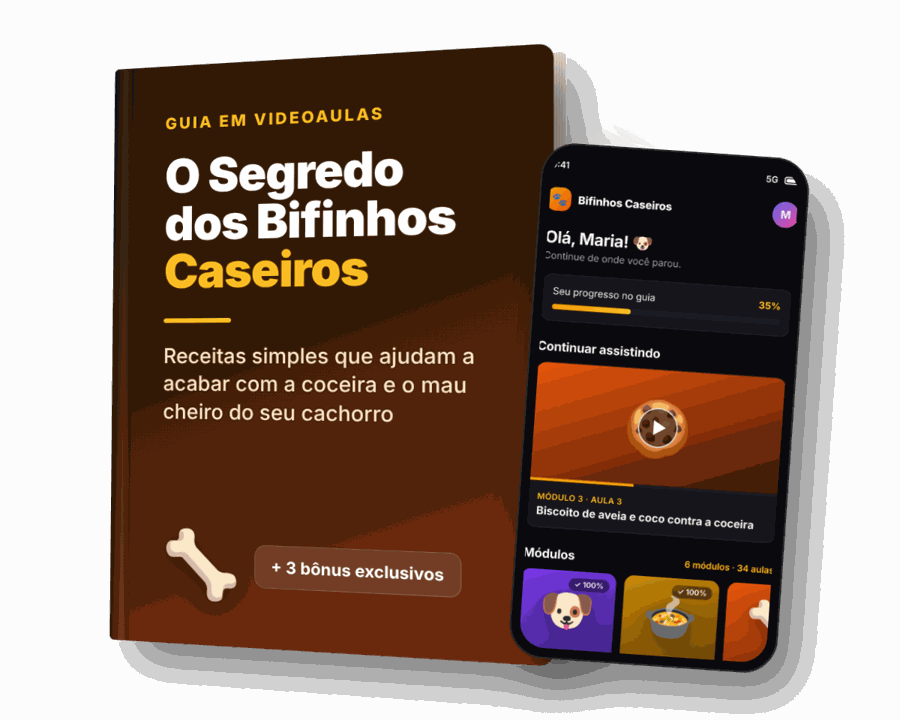 GUIA EM VIDEOAULAS
O Segredo
dos Bifinhos
Caseiros
Receitas simples que ajudam a
acabar com a coceira e o mau
cheiro do seu cachorro
+ 3 bônus exclusivos
:41
5G
Bifinhos Caseiros
M
Olá, Maria!
Continue de onde você parou.
Seu progresso no guia
35%
Continuar assistindo
MÓDULO 3 · AULA 3
Biscoito de aveia e coco contra a coceira
Módulos
6 módulos · 34 aulas
✓ 100%
✓ 100%